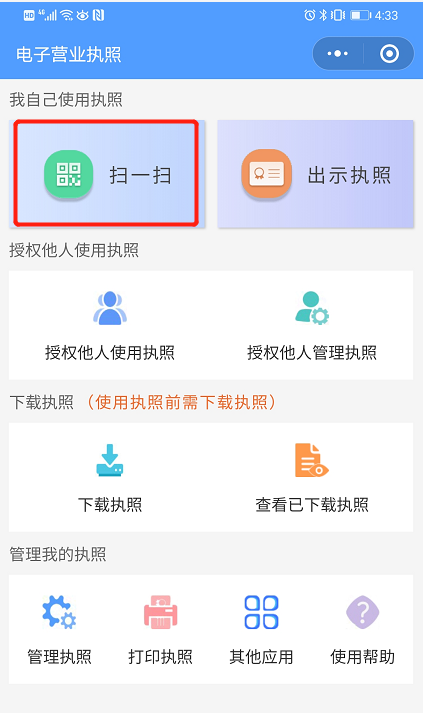 HD 4G 4:33
电子营业执照
我自己使用执照
扫一扫 出示执照
授权他人使用执照
授权他人使用执照 授权他人管理执照
下载执照（使用执照前需下载执照）
下载执照 查看已下载执照
管理我的执照
管理执照 打印执照 其他应用 使用帮助